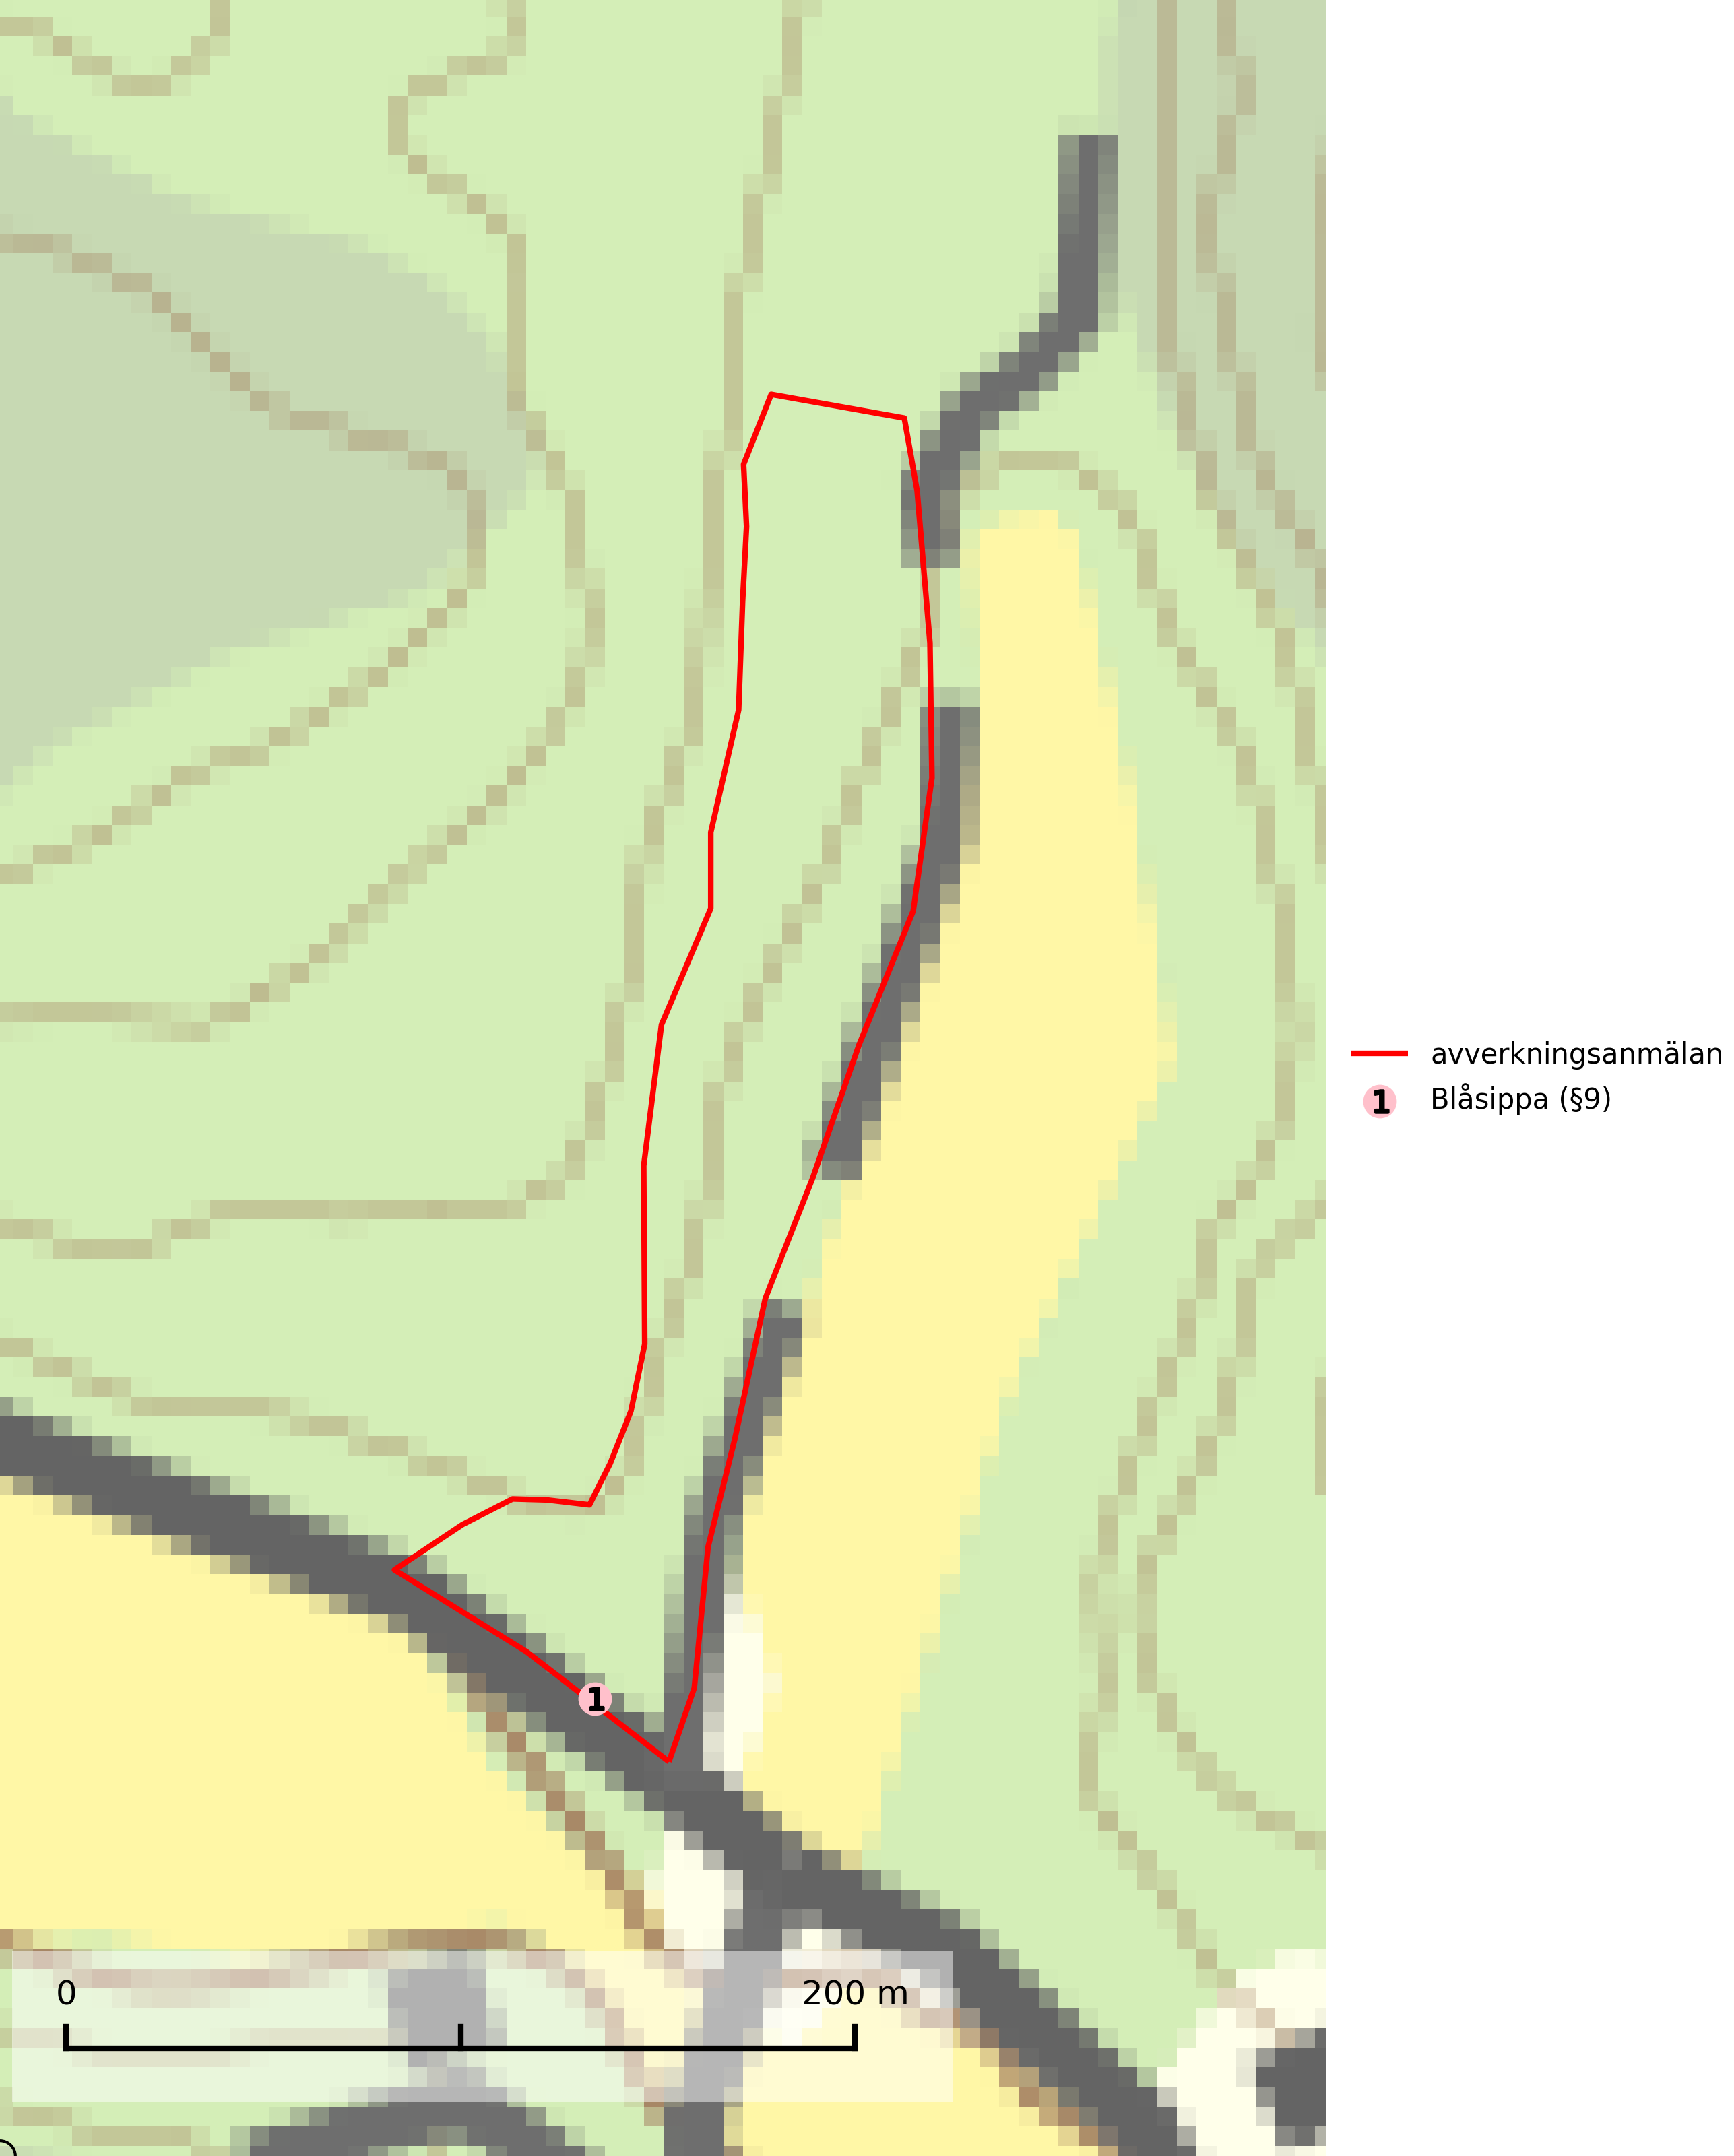 avverkningsanmälan
1 Blåsippa (§9)
1
0 200 m